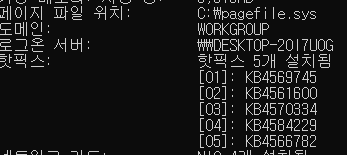 페이지 파일 위치: C:₩pagefile.sys
도메인: WORKGROUP
로그온 서버: ₩₩DESKTOP-20I7UOG
핫픽스: 핫픽스 5개 설치됨
[01]: KB4569745
[02]: KB4561600
[03]: KB4570334
[04]: KB4584229
[05]: KB4566782